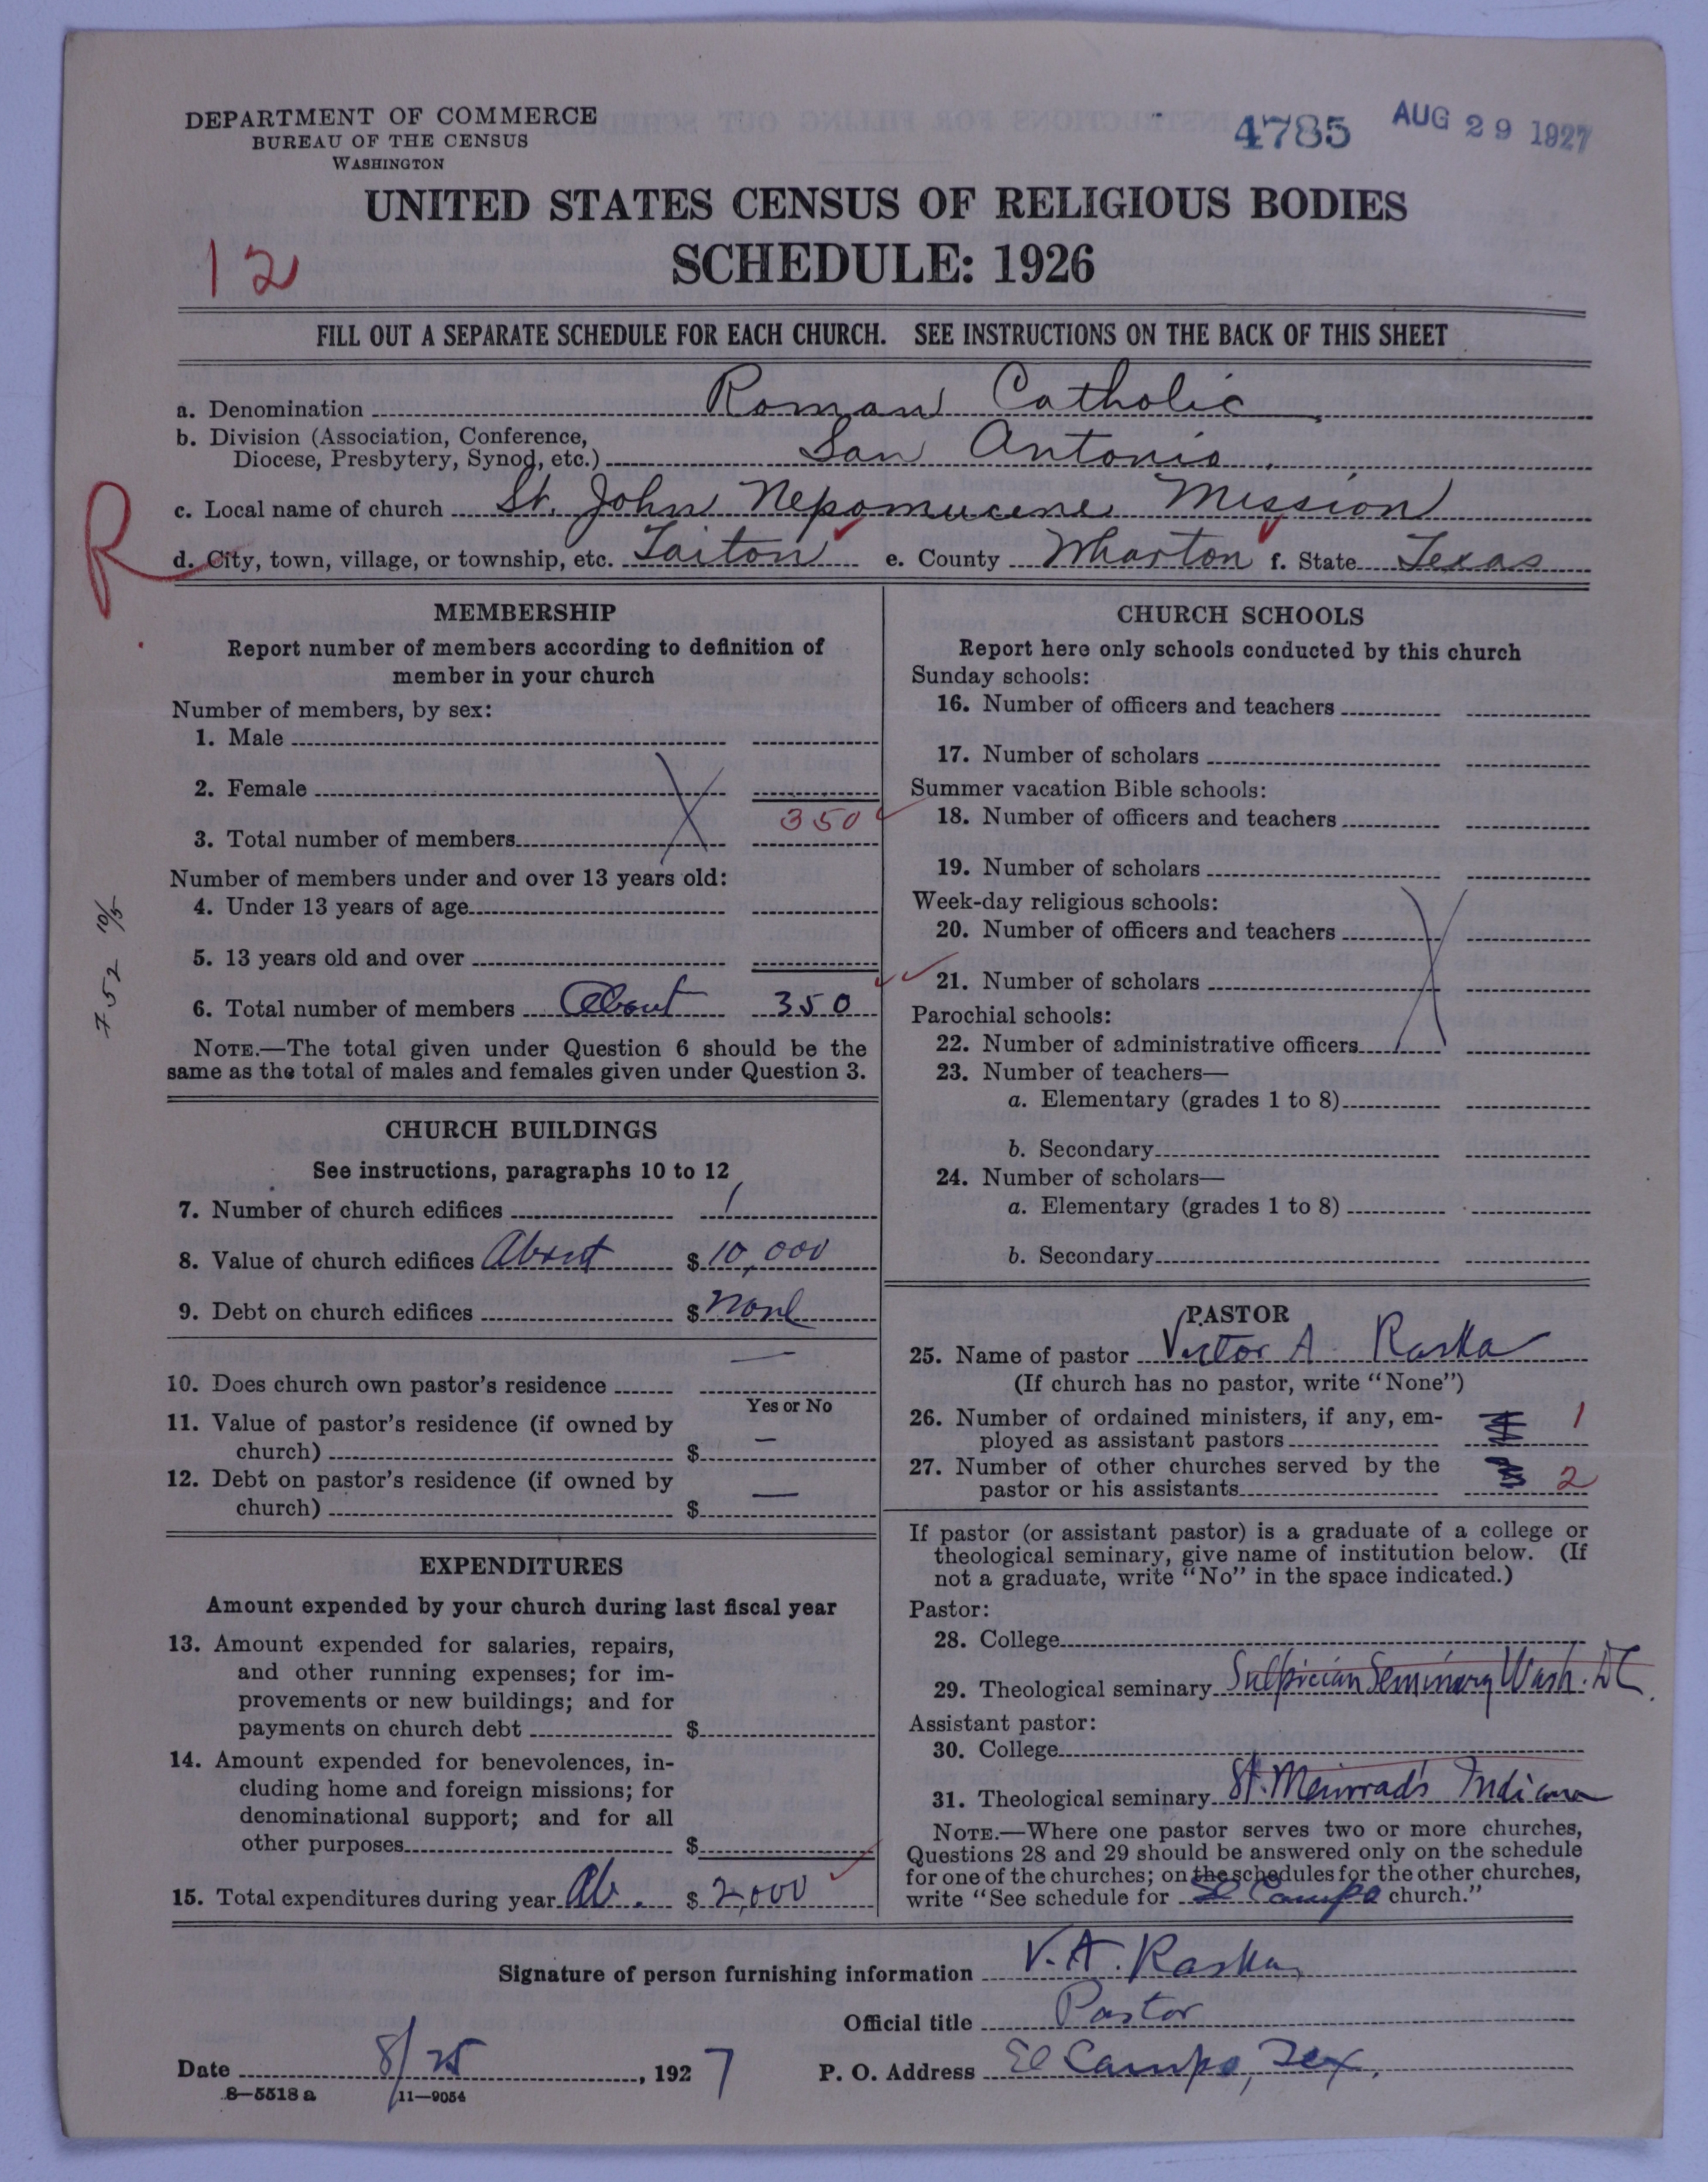 DEPARTMENT OF COMMERCE
BUREAU OF THE CENSUS
WASHINGTON
4785 AUG 29 1927
UNITED STATES CENSUS OF RELIGIOUS BODIES
12
SCHEDULE: 1926
FILL OUT A SEPARATE SCHEDULE FOR EACH CHURCH. SEE INSTRUCTIONS ON THE BACK OF THIS SHEET
a. Denomination Roman Catholic
b. Division (Association, Conference,
Diocese, Presbytery, Synod, etc.) San Antonio
R
c. Local name of church St. John Nepomucene Mission
d. City, town, village, or township, etc. Taiton e. County Wharton f. State Texas
MEMBERSHIP
Report number of members according to definition of
member in your church
Number of members, by sex:
1. Male
2. Female
3. Total number of members 350
Number of members under and over 13 years old:
4. Under 13 years of age
5. 13 years old and over
6. Total number of members About 350
NOTE.—The total given under Question 6 should be the
same as the total of males and females given under Question 3.
752 10/5
CHURCH BUILDINGS
See instructions, paragraphs 10 to 12
7. Number of church edifices 1
8. Value of church edifices About $ 10,000
9. Debt on church edifices $ None
10. Does church own pastor's residence —
Yes or No
11. Value of pastor's residence (if owned by
church) $ —
12. Debt on pastor's residence (if owned by
church) $ —
EXPENDITURES
Amount expended by your church during last fiscal year
13. Amount expended for salaries, repairs,
and other running expenses; for im-
provements or new buildings; and for
payments on church debt $
14. Amount expended for benevolences, in-
cluding home and foreign missions; for
denominational support; and for all
other purposes $
15. Total expenditures during year Ab. $ 2,000
CHURCH SCHOOLS
Report here only schools conducted by this church
Sunday schools:
16. Number of officers and teachers
17. Number of scholars
Summer vacation Bible schools:
18. Number of officers and teachers
19. Number of scholars
Week-day religious schools:
20. Number of officers and teachers
21. Number of scholars
Parochial schools:
22. Number of administrative officers
23. Number of teachers—
a. Elementary (grades 1 to 8)
b. Secondary
24. Number of scholars—
a. Elementary (grades 1 to 8)
b. Secondary
PASTOR
25. Name of pastor Victor A Raska
(If church has no pastor, write "None")
26. Number of ordained ministers, if any, em-
ployed as assistant pastors 1
27. Number of other churches served by the
pastor or his assistants 2
If pastor (or assistant pastor) is a graduate of a college or
theological seminary, give name of institution below. (If
not a graduate, write "No" in the space indicated.)
Pastor:
28. College
29. Theological seminary Sulpician Seminary Wash. DC.
Assistant pastor:
30. College
31. Theological seminary St. Meinrad's Indiana
NOTE.—Where one pastor serves two or more churches,
Questions 28 and 29 should be answered only on the schedule
for one of the churches; on the schedules for the other churches,
write "See schedule for El Campo church."
Signature of person furnishing information V. A. Raska
Official title Pastor
Date 8/25, 1927 P. O. Address El Campo, Tex.
8—5518 a 11—9054